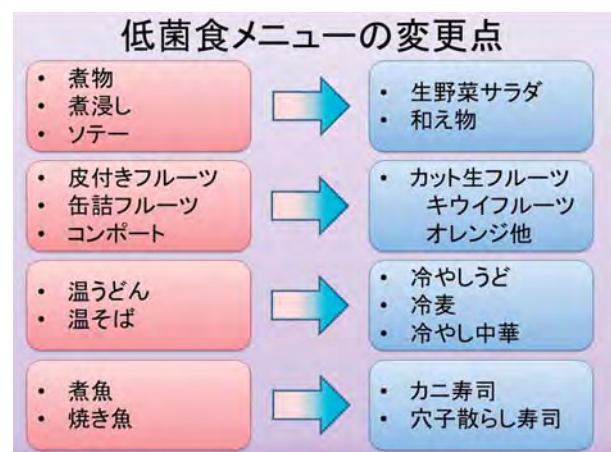 低菌食メニューの変更点
• 煮物
• 煮浸し
• ソテー
• 生野菜サラダ
• 和え物
• 皮付きフルーツ
• 缶詰フルーツ
• コンポート
• カット生フルーツ
キウイフルーツ
オレンジ他
• 温うどん
• 温そば
• 冷やしうど
• 冷麦
• 冷やし中華
• 煮魚
• 焼き魚
• カニ寿司
• 穴子散らし寿司